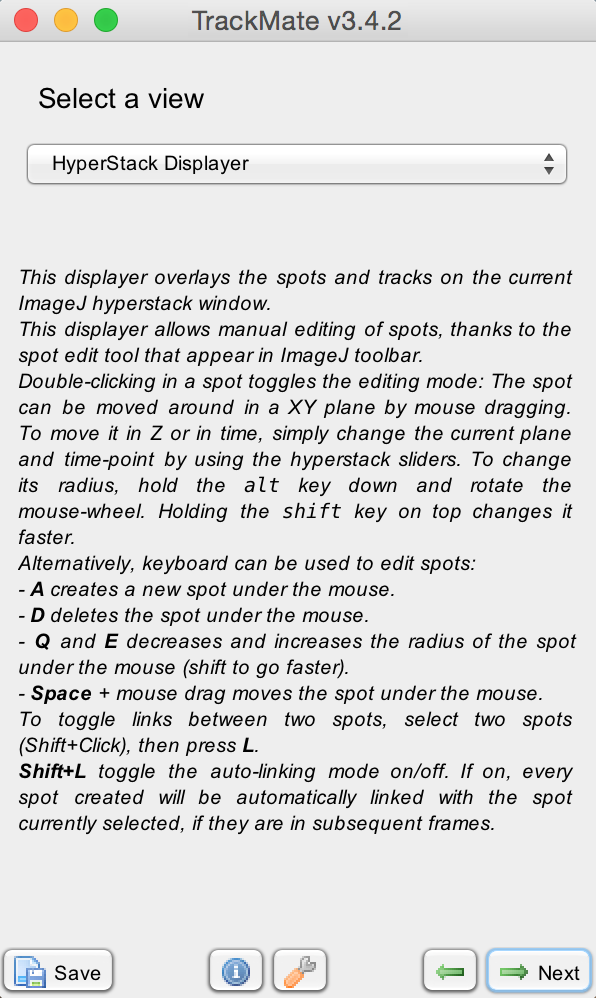 TrackMate v3.4.2
Select a view
HyperStack Displayer
This displayer overlays the spots and tracks on the current
ImageJ hyperstack window.
This displayer allows manual editing of spots, thanks to the
spot edit tool that appear in ImageJ toolbar.
Double-clicking in a spot toggles the editing mode: The spot
can be moved around in a XY plane by mouse dragging.
To move it in Z or in time, simply change the current plane
and time-point by using the hyperstack sliders. To change
its radius, hold the alt key down and rotate the
mouse-wheel. Holding the shift key on top changes it
faster.
Alternatively, keyboard can be used to edit spots:
- A creates a new spot under the mouse.
- D deletes the spot under the mouse.
- Q and E decreases and increases the radius of the spot
under the mouse (shift to go faster).
- Space + mouse drag moves the spot under the mouse.
To toggle links between two spots, select two spots
(Shift+Click), then press L.
Shift+L toggle the auto-linking mode on/off. If on, every
spot created will be automatically linked with the spot
currently selected, if they are in subsequent frames.
Save
Next